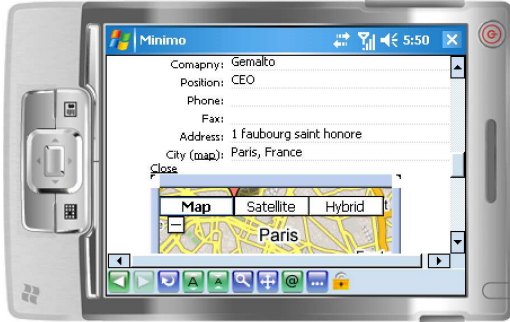 Minimo 5:50
Comapny: Gemalto
Position: CEO
Phone:
Fax:
Address: 1 faubourg saint honore
City (map): Paris, France
Close
Map Satellite Hybrid
Paris
A A @ ...